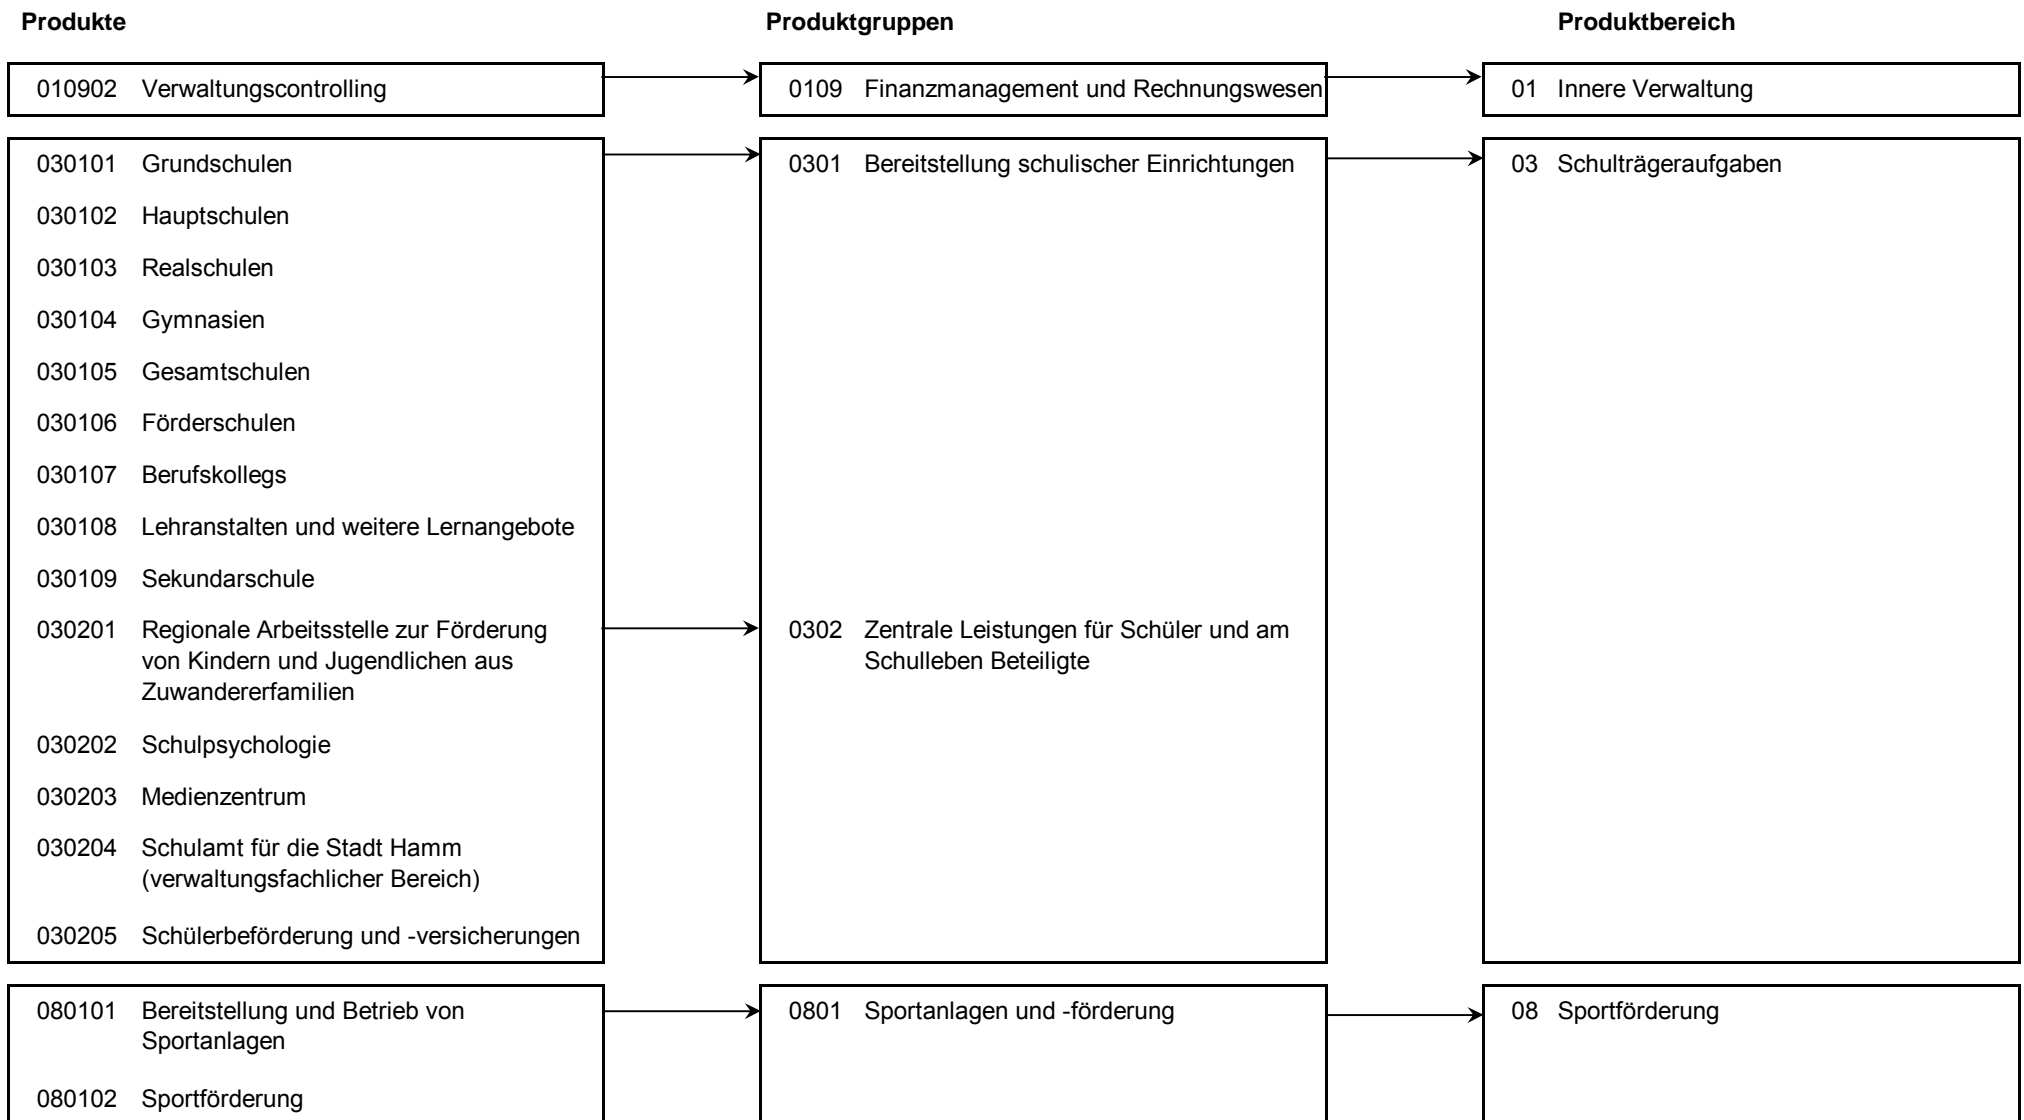 Produkte Produktgruppen Produktbereich
010902 Verwaltungscontrolling 0109 Finanzmanagement und Rechnungswesen 01 Innere Verwaltung
030101 Grundschulen 0301 Bereitstellung schulischer Einrichtungen 03 Schulträgeraufgaben
030102 Hauptschulen
030103 Realschulen
030104 Gymnasien
030105 Gesamtschulen
030106 Förderschulen
030107 Berufskollegs
030108 Lehranstalten und weitere Lernangebote
030109 Sekundarschule
030201 Regionale Arbeitsstelle zur Förderung 0302 Zentrale Leistungen für Schüler und am
von Kindern und Jugendlichen aus Schulleben Beteiligte
Zuwandererfamilien
030202 Schulpsychologie
030203 Medienzentrum
030204 Schulamt für die Stadt Hamm
(verwaltungsfachlicher Bereich)
030205 Schülerbeförderung und -versicherungen
080101 Bereitstellung und Betrieb von 0801 Sportanlagen und -förderung 08 Sportförderung
Sportanlagen
080102 Sportförderung